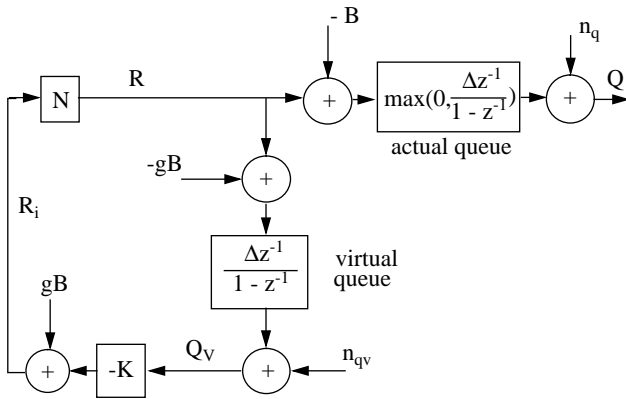 - B
n_q
N
R
+
max(0, Δz⁻¹ / 1 - z⁻¹)
+
Q
actual queue
-gB
+
R_i
Δz⁻¹
1 - z⁻¹
virtual
queue
gB
+
-K
Q_V
+
n_qv